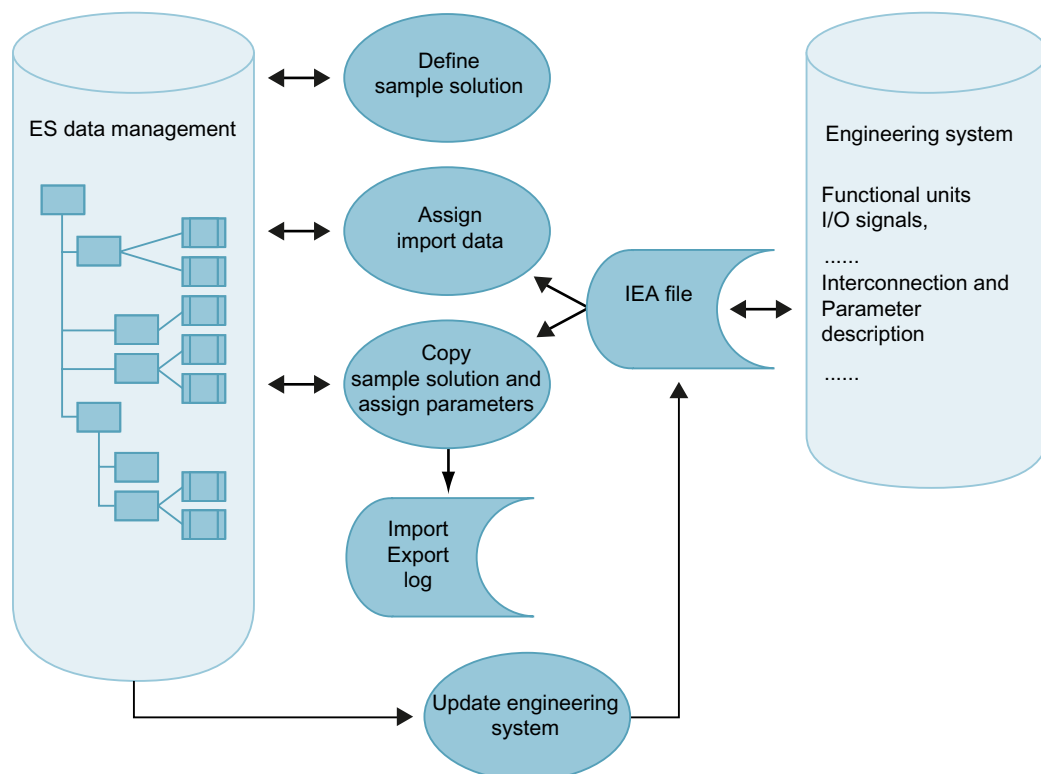 ES data management
Define
sample solution
Assign
import data
Copy
sample solution and
assign parameters
Import
Export
log
Update engineering
system
IEA file
Engineering system
Functional units
I/O signals,
......
Interconnection and
Parameter
description
......